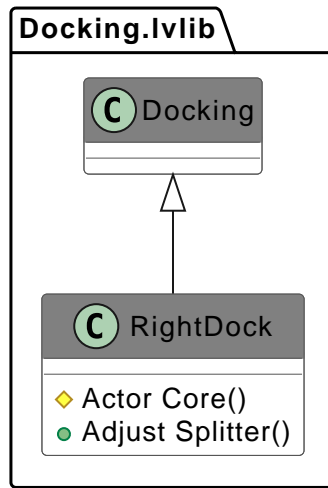 Docking.lvlib
C Docking
C RightDock
Actor Core()
Adjust Splitter()